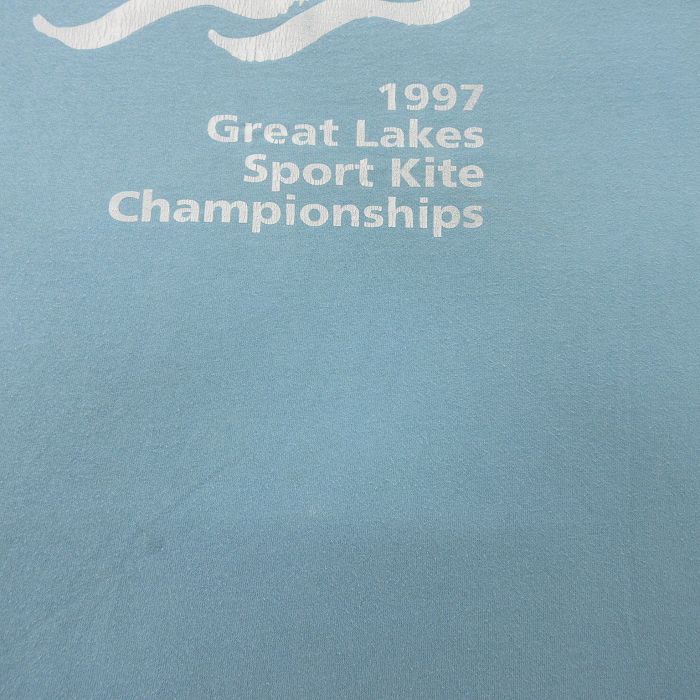 1997
Great Lakes
Sport Kite
Championships